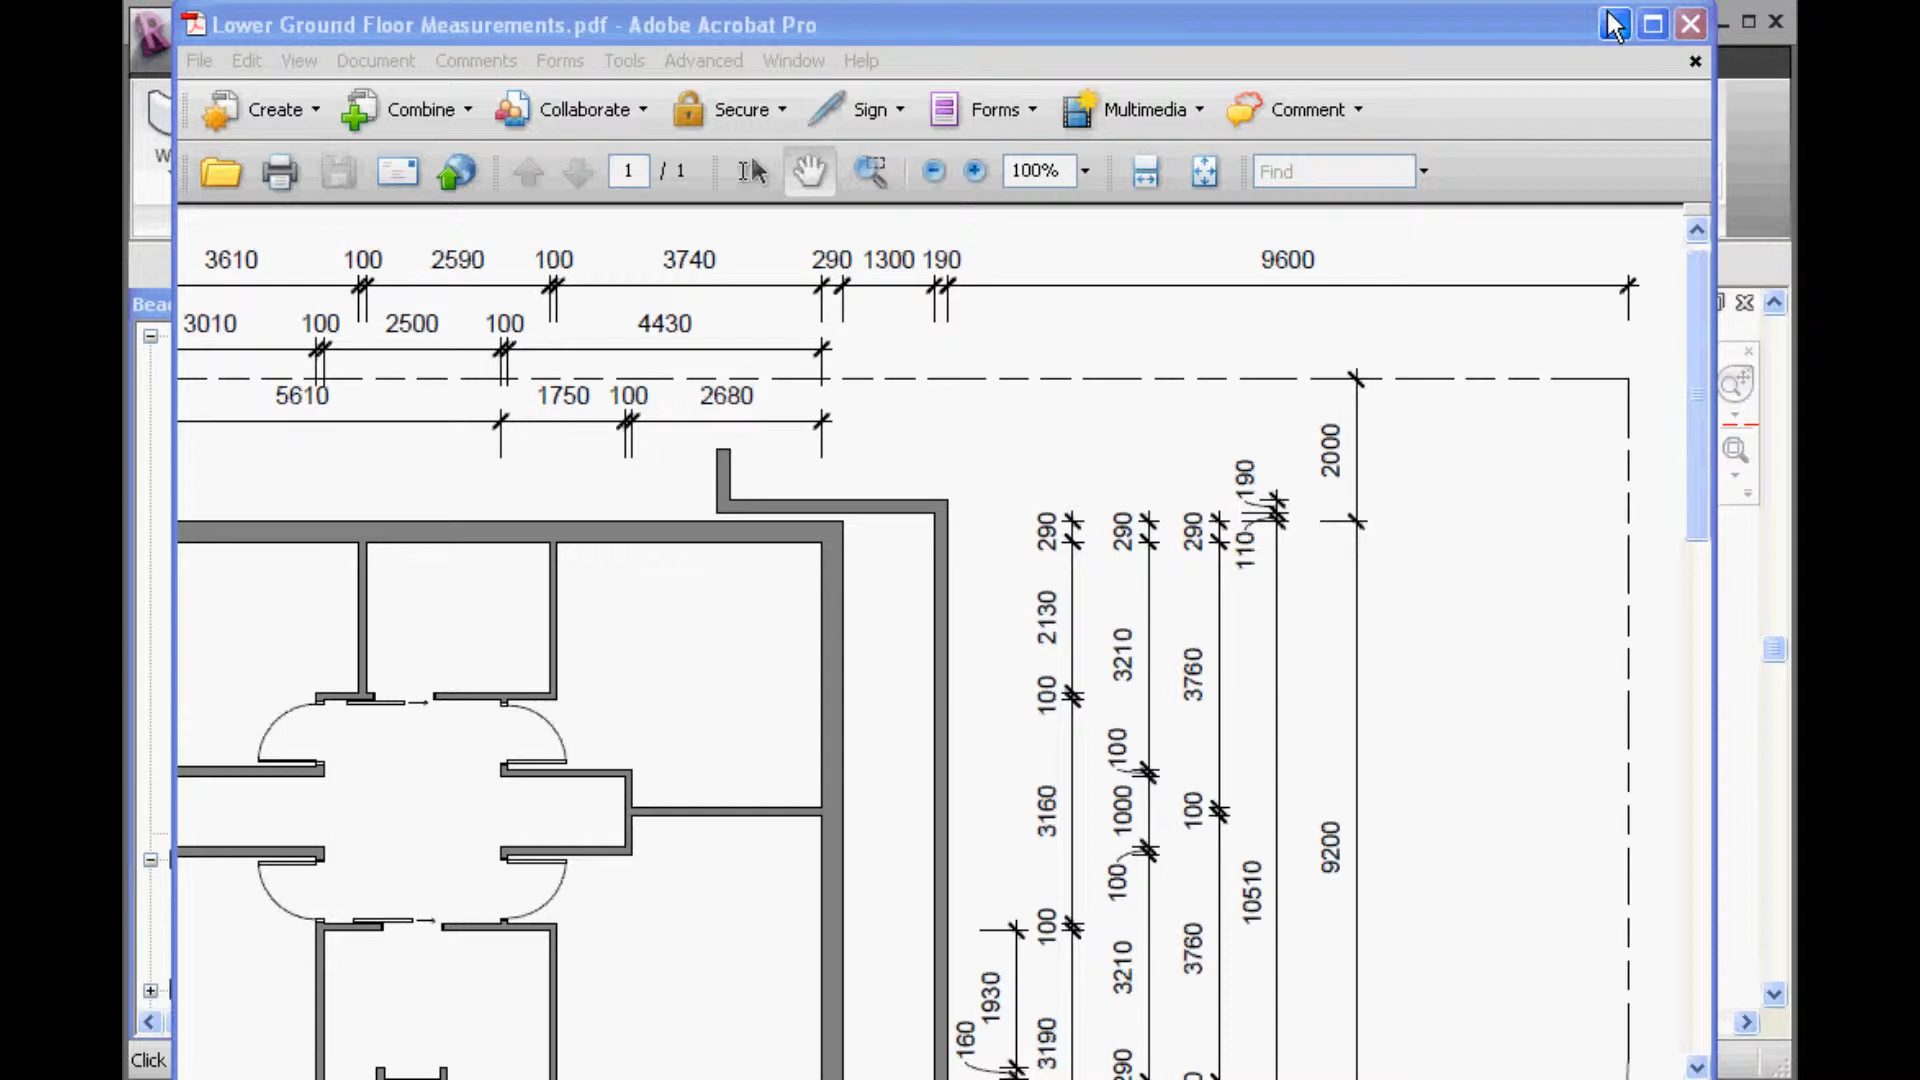 Lower Ground Floor Measurements.pdf - Adobe Acrobat Pro
File Edit View Document Comments Forms Tools Advanced Window Help
Create Combine Collaborate Secure Sign Forms Multimedia Comment
1 / 1 100% Find
3610 100 2590 100 3740 290 1300 190 9600
3010 100 2500 100 4430
5610 1750 100 2680
2000
190
290 290 290 110
2130 3210 3760
100 100
3160 1000 100 9200
100 10510
100 3210 3760
1930
160 3190 290
Click